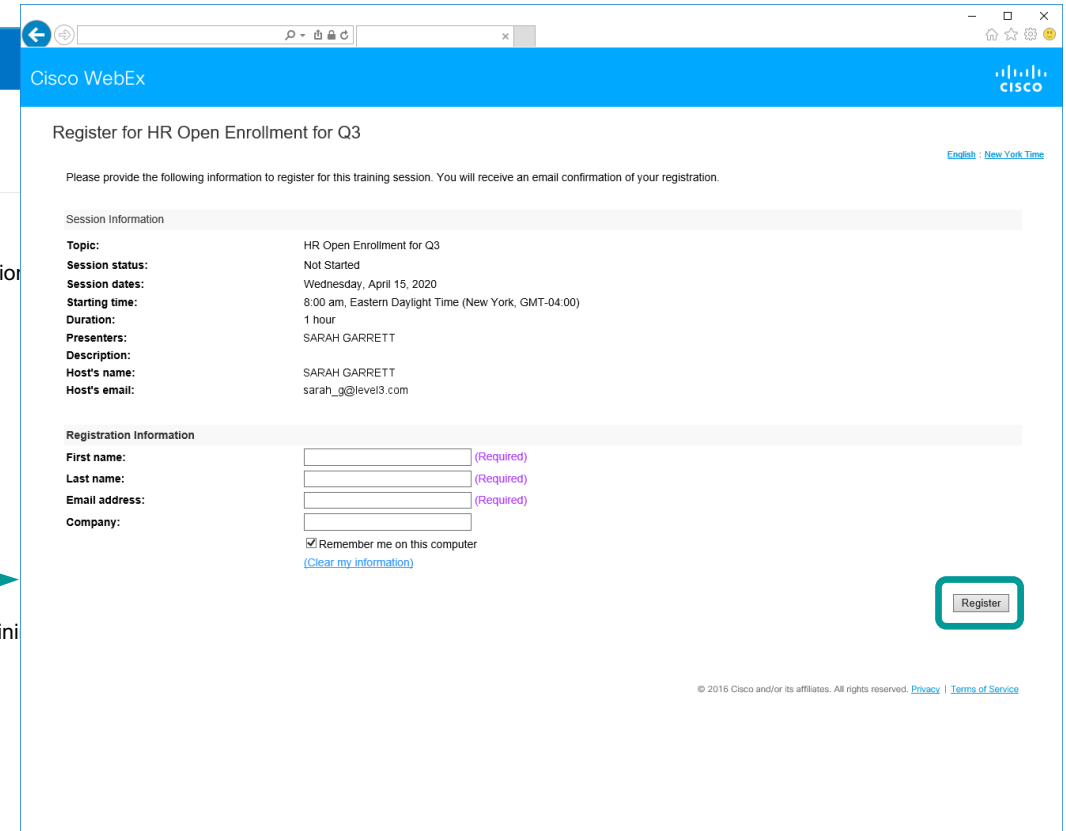 Cisco WebEx
CISCO
Register for HR Open Enrollment for Q3
English : New York Time
Please provide the following information to register for this training session. You will receive an email confirmation of your registration.
Session Information
Topic: HR Open Enrollment for Q3
Session status: Not Started
Session dates: Wednesday, April 15, 2020
Starting time: 8:00 am, Eastern Daylight Time (New York, GMT-04:00)
Duration: 1 hour
Presenters: SARAH GARRETT
Description:
Host's name: SARAH GARRETT
Host's email: sarah_g@level3.com
Registration Information
First name: (Required)
Last name: (Required)
Email address: (Required)
Company:
Remember me on this computer
(Clear my information)
Register
© 2016 Cisco and/or its affiliates. All rights reserved. Privacy | Terms of Service